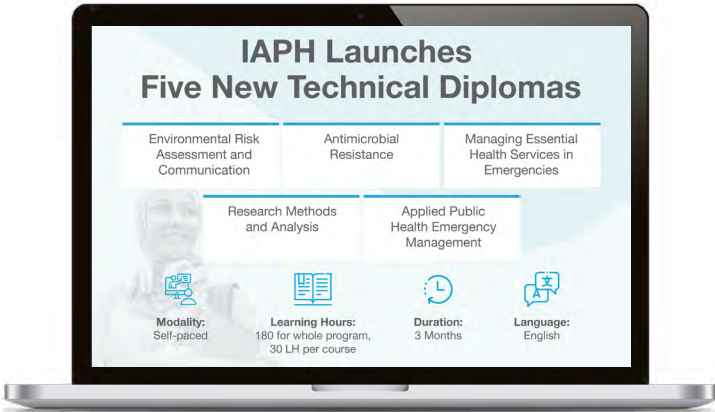 IAPH Launches
Five New Technical Diplomas
Environmental Risk
Assessment and
Communication
Antimicrobial
Resistance
Managing Essential
Health Services in
Emergencies
Research Methods
and Analysis
Applied Public
Health Emergency
Management
Modality:
Self-paced
Learning Hours:
180 for whole program,
30 LH per course
Duration:
3 Months
Language:
English
文
A